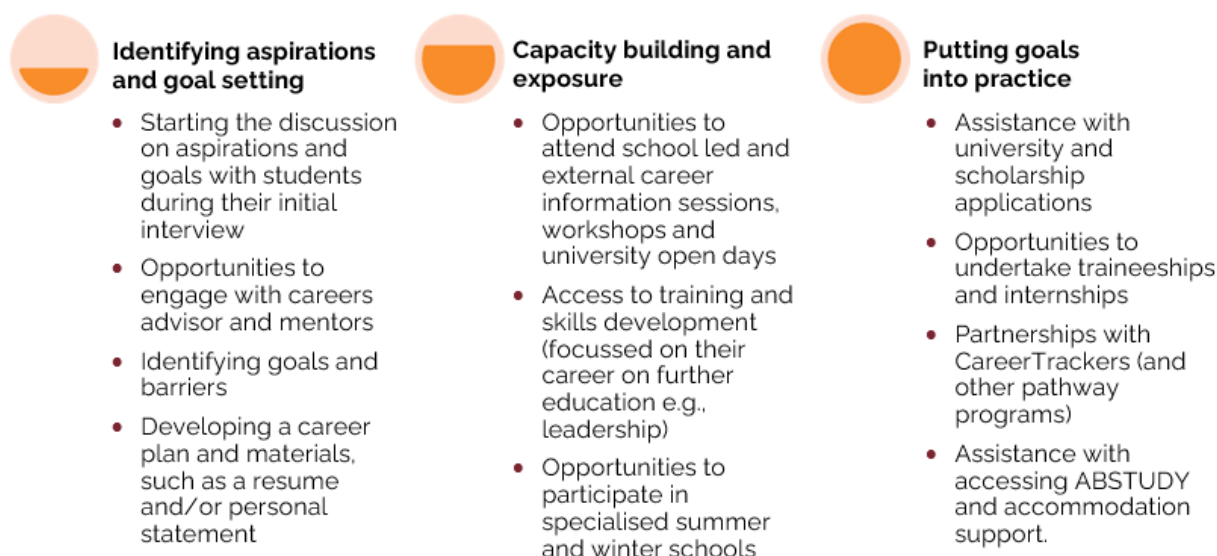 Identifying aspirations
and goal setting
• Starting the discussion
on aspirations and
goals with students
during their initial
interview
• Opportunities to
engage with careers
advisor and mentors
• Identifying goals and
barriers
• Developing a career
plan and materials,
such as a resume
and/or personal
statement
Capacity building and
exposure
• Opportunities to
attend school led and
external career
information sessions,
workshops and
university open days
• Access to training and
skills development
(focussed on their
career on further
education e.g.,
leadership)
• Opportunities to
participate in
specialised summer
and winter schools
Putting goals
into practice
• Assistance with
university and
scholarship
applications
• Opportunities to
undertake traineeships
and internships
• Partnerships with
CareerTrackers (and
other pathway
programs)
• Assistance with
accessing ABSTUDY
and accommodation
support.